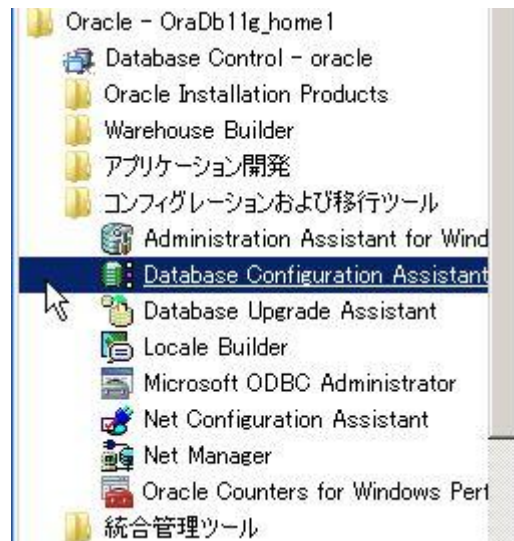 Oracle - OraDb11g_home1
Database Control - oracle
Oracle Installation Products
Warehouse Builder
アプリケーション開発
コンフィグレーションおよび移行ツール
Administration Assistant for Wind
Database Configuration Assistant
Database Upgrade Assistant
Locale Builder
Microsoft ODBC Administrator
Net Configuration Assistant
Net Manager
Oracle Counters for Windows Perf
統合管理ツール